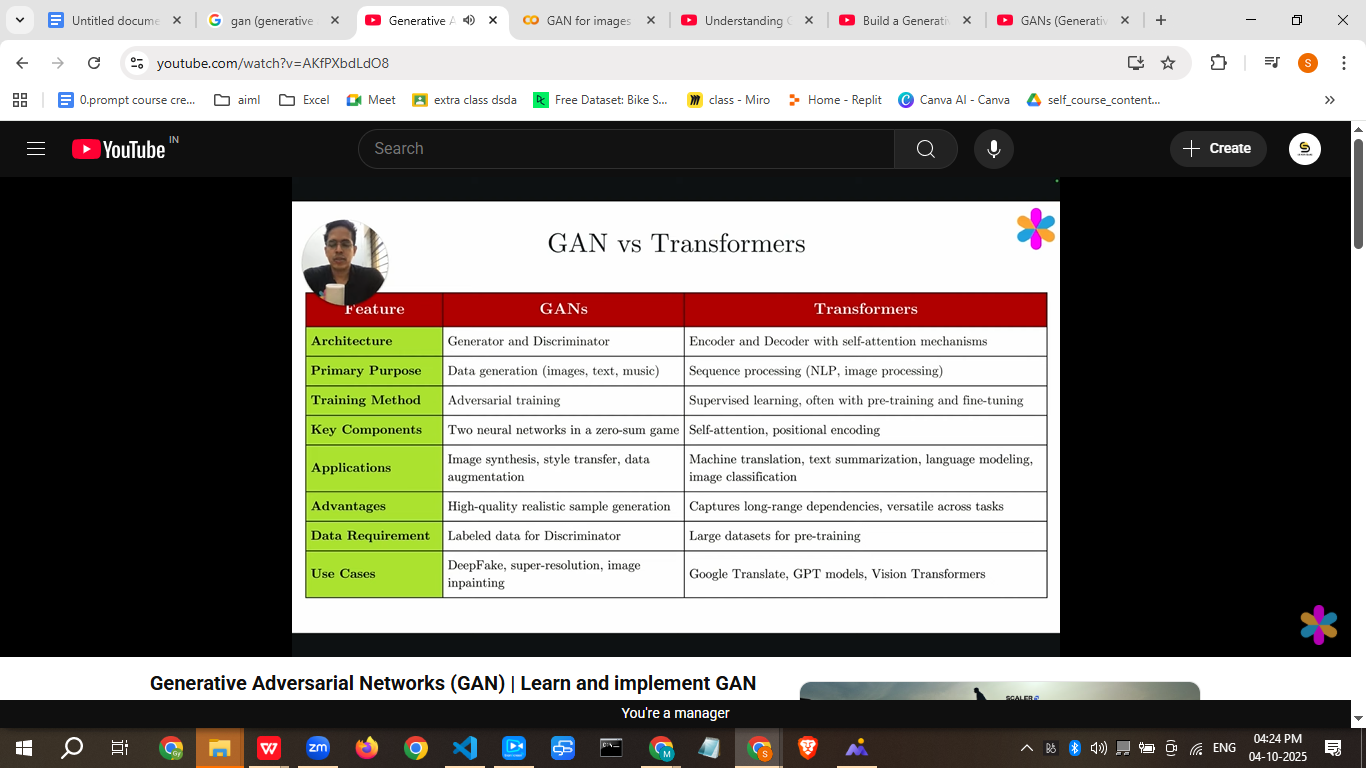 Untitled docume
gan (generative
Generative A
GAN for images
Understanding
Build a Generati
GANs (Generativ
youtube.com/watch?v=AKfPXbdLdO8
S
0.prompt course cre...
aiml
Excel
Meet
extra class dsda
Free Dataset: Bike S...
class - Miro
Home - Replit
Canva AI - Canva
self_course_content...
YouTube IN
Search
Create
GAN vs Transformers
Feature GANs Transformers
Architecture Generator and Discriminator Encoder and Decoder with self-attention mechanisms
Primary Purpose Data generation (images, text, music) Sequence processing (NLP, image processing)
Training Method Adversarial training Supervised learning, often with pre-training and fine-tuning
Key Components Two neural networks in a zero-sum game Self-attention, positional encoding
Applications Image synthesis, style transfer, data augmentation Machine translation, text summarization, language modeling, image classification
Advantages High-quality realistic sample generation Captures long-range dependencies, versatile across tasks
Data Requirement Labeled data for Discriminator Large datasets for pre-training
Use Cases DeepFake, super-resolution, image inpainting Google Translate, GPT models, Vision Transformers
Generative Adversarial Networks (GAN) | Learn and implement GAN
SCALER
You're a manager
zm
ENG
04:24 PM
04-10-2025